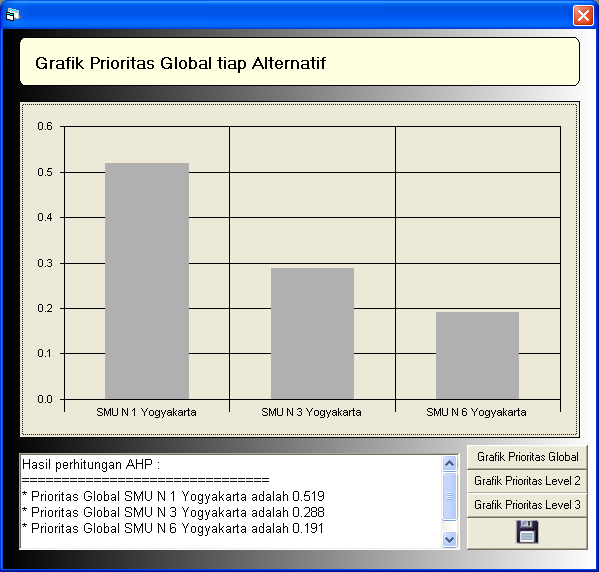 Grafik Prioritas Global tiap Alternatif
0.6
0.5
0.4
0.3
0.2
0.1
0.0
SMU N 1 Yogyakarta SMU N 3 Yogyakarta SMU N 6 Yogyakarta
Hasil perhitungan AHP :
===============================
* Prioritas Global SMU N 1 Yogyakarta adalah 0.519
* Prioritas Global SMU N 3 Yogyakarta adalah 0.288
* Prioritas Global SMU N 6 Yogyakarta adalah 0.191
Grafik Prioritas Global
Grafik Prioritas Level 2
Grafik Prioritas Level 3